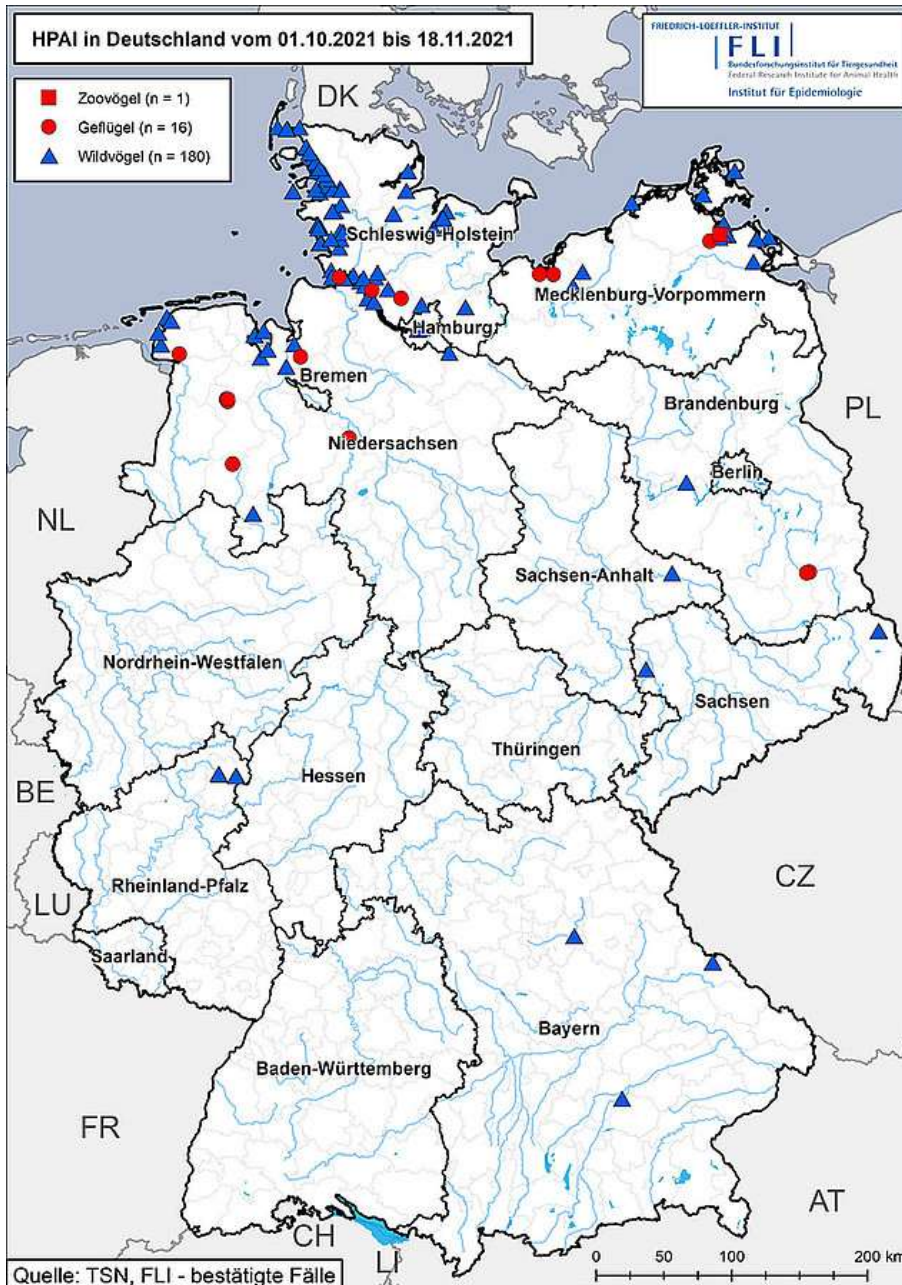 HPAI in Deutschland vom 01.10.2021 bis 18.11.2021
FRIEDRICH-LOEFFLER-INSTITUT
FLI
Bundesforschungsinstitut für Tiergesundheit
Federal Research Institute for Animal Health
Institut für Epidemiologie
Zoovögel (n = 1)
Geflügel (n = 16)
Wildvögel (n = 180)
DK
Schleswig-Holstein
Mecklenburg-Vorpommern
Hamburg
Bremen
Brandenburg
PL
Niedersachsen
Berlin
NL
Sachsen-Anhalt
Nordrhein-Westfalen
Sachsen
Thüringen
Hessen
BE
Rheinland-Pfalz
CZ
LU
Saarland
Bayern
Baden-Württemberg
FR
AT
CH
LI
0 100 200 km
Quelle: TSN, FLI - bestätigte Fälle